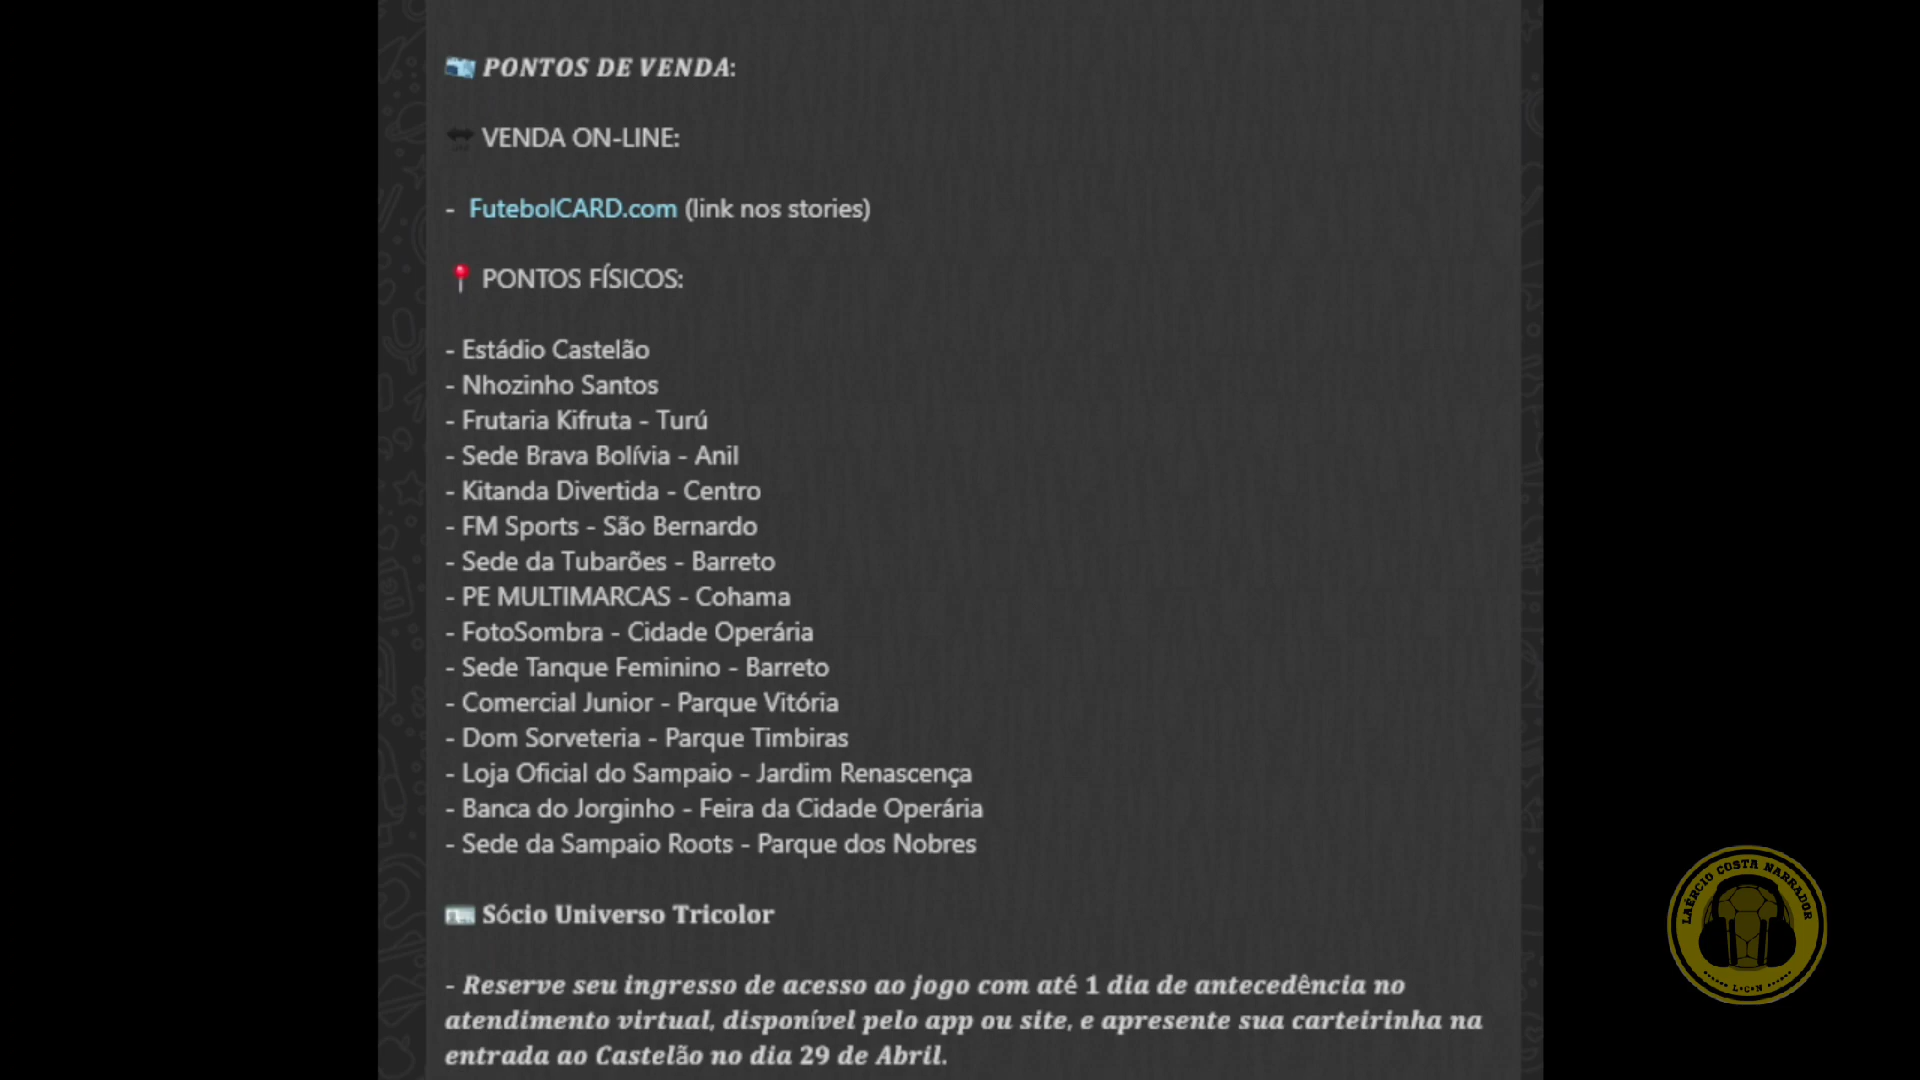 PONTOS DE VENDA:
VENDA ON-LINE:
- FutebolCARD.com (link nos stories)
PONTOS FÍSICOS:
- Estádio Castelão
- Nhozinho Santos
- Frutaria Kifruta - Turú
- Sede Brava Bolívia - Anil
- Kitanda Divertida - Centro
- FM Sports - São Bernardo
- Sede da Tubarões - Barreto
- PE MULTIMARCAS - Cohama
- FotoSombra - Cidade Operária
- Sede Tanque Feminino - Barreto
- Comercial Junior - Parque Vitória
- Dom Sorveteria - Parque Timbiras
- Loja Oficial do Sampaio - Jardim Renascença
- Banca do Jorginho - Feira da Cidade Operária
- Sede da Sampaio Roots - Parque dos Nobres
Sócio Universo Tricolor
- Reserve seu ingresso de acesso ao jogo com até 1 dia de antecedência no
atendimento virtual, disponível pelo app ou site, e apresente sua carteirinha na
entrada ao Castelão no dia 29 de Abril.
LAÉRCIO COSTA NARRADOR
L•C•N